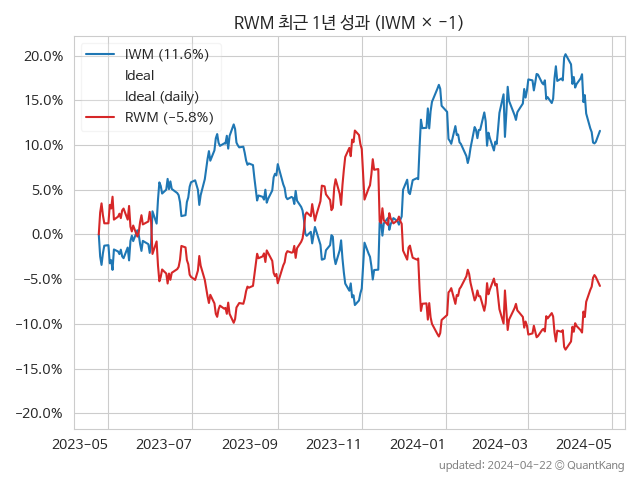 RWM 최근 1년 성과 (IWM × −1)
IWM (11.6%)
Ideal
Ideal (daily)
RWM (−5.8%)
20.0%
15.0%
10.0%
5.0%
0.0%
−5.0%
−10.0%
−15.0%
−20.0%
2023-05 2023-07 2023-09 2023-11 2024-01 2024-03 2024-05
updated: 2024-04-22 © QuantKang